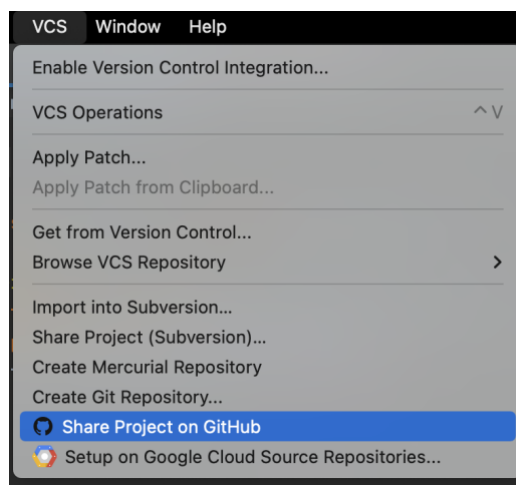 VCS Window Help
Enable Version Control Integration...
VCS Operations ^ V
Apply Patch...
Apply Patch from Clipboard...
Get from Version Control...
Browse VCS Repository >
Import into Subversion...
Share Project (Subversion)...
Create Mercurial Repository
Create Git Repository...
Share Project on GitHub
Setup on Google Cloud Source Repositories...